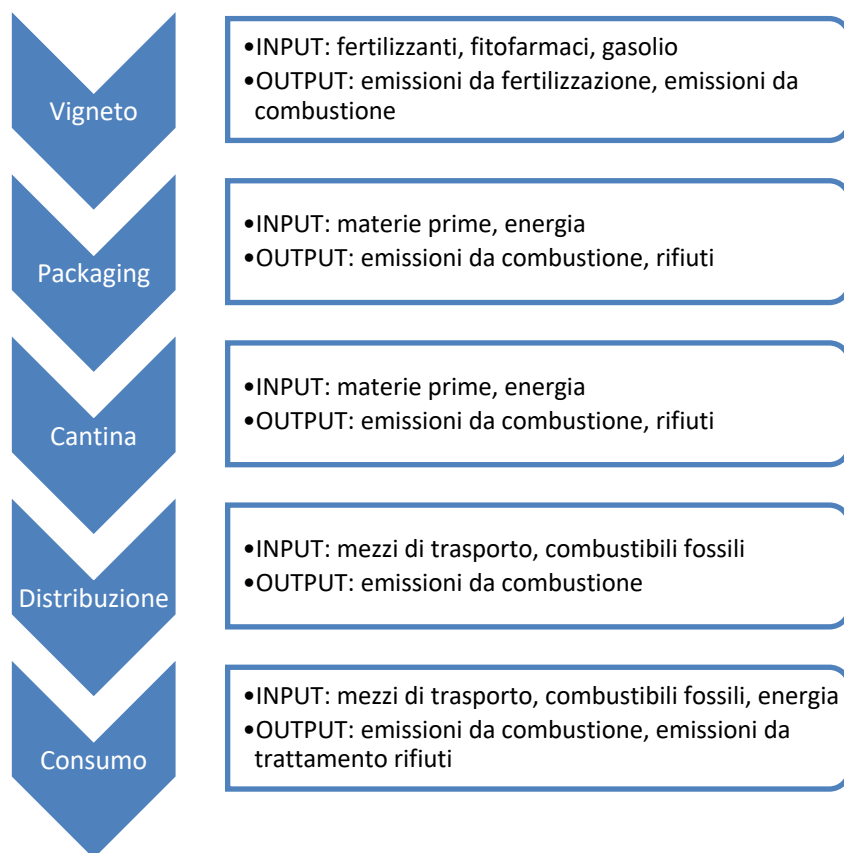 Vigneto
•INPUT: fertilizzanti, fitofarmaci, gasolio
•OUTPUT: emissioni da fertilizzazione, emissioni da
combustione
Packaging
•INPUT: materie prime, energia
•OUTPUT: emissioni da combustione, rifiuti
Cantina
•INPUT: materie prime, energia
•OUTPUT: emissioni da combustione, rifiuti
Distribuzione
•INPUT: mezzi di trasporto, combustibili fossili
•OUTPUT: emissioni da combustione
Consumo
•INPUT: mezzi di trasporto, combustibili fossili, energia
•OUTPUT: emissioni da combustione, emissioni da
trattamento rifiuti